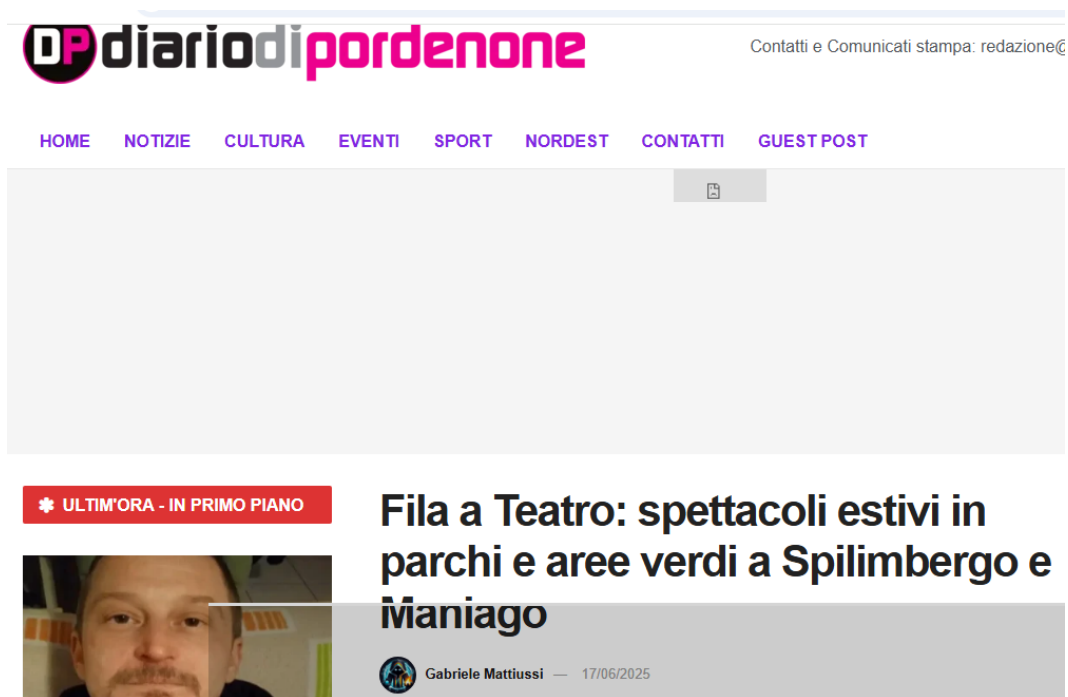 DP diariodipordenone
Contatti e Comunicati stampa: redazione@
HOME NOTIZIE CULTURA EVENTI SPORT NORDEST CONTATTI GUEST POST
✱ ULTIM'ORA - IN PRIMO PIANO
Fila a Teatro: spettacoli estivi in
parchi e aree verdi a Spilimbergo e
Maniago
Gabriele Mattiussi — 17/06/2025